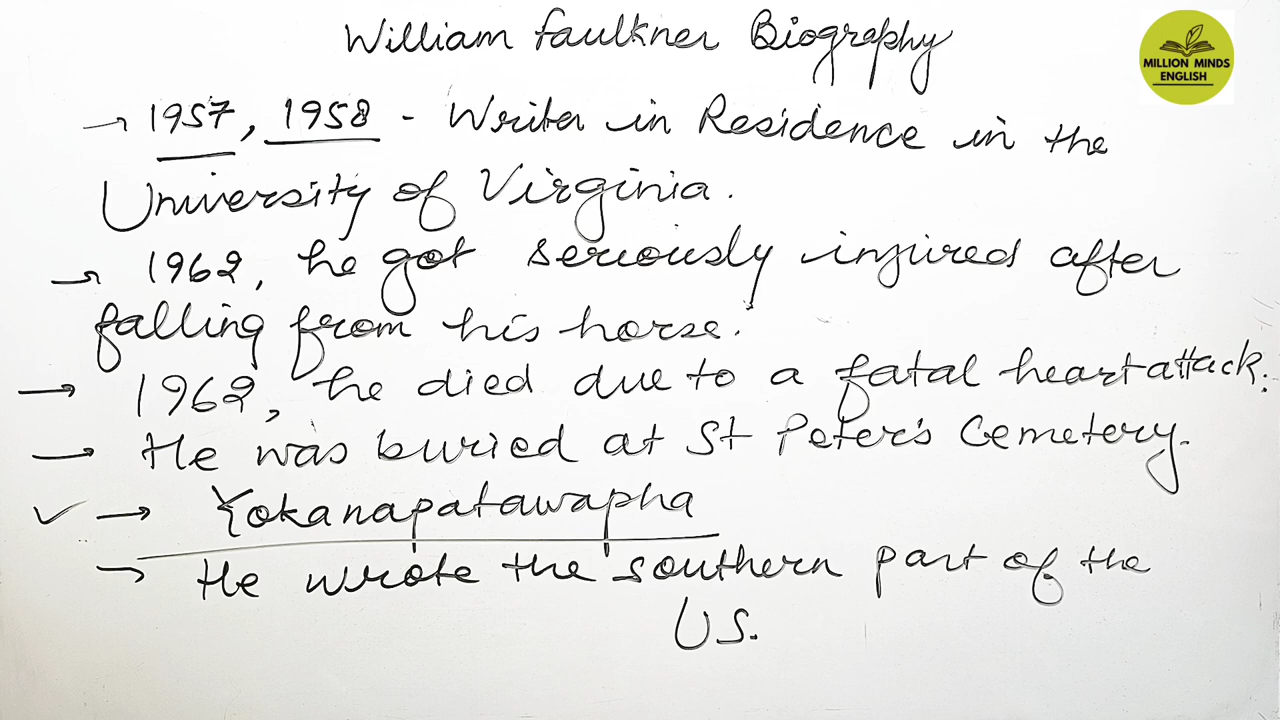 William Faulkner Biography
MILLION MINDS
ENGLISH
→ 1957, 1958 - Writer in Residence in the
University of Virginia.
→ 1962, he got seriously injured after
falling from his horse.
→ 1962, he died due to a fatal heart attack.
→ He was buried at St Peter's Cemetery.
✓ → Yokanapatawapha
→ He wrote the southern part of the
US.